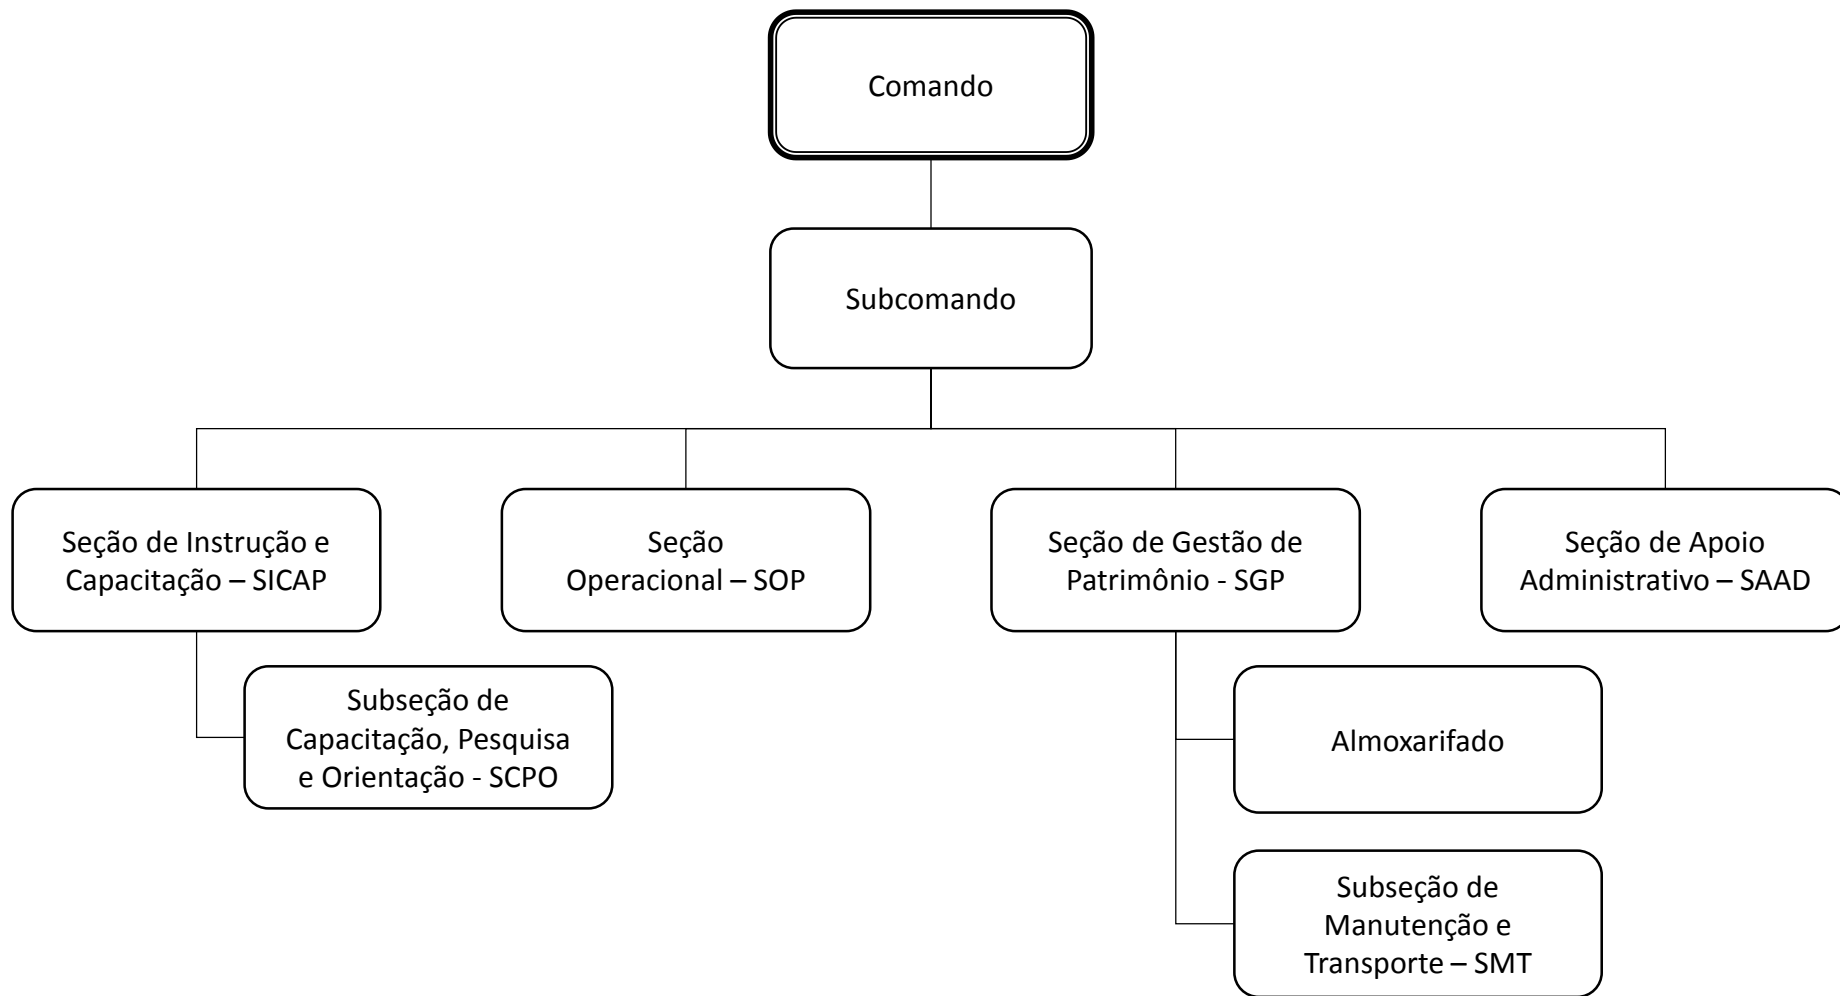 Comando
Subcomando
Seção de Instrução e
Capacitação – SICAP
Seção
Operacional – SOP
Seção de Gestão de
Patrimônio - SGP
Seção de Apoio
Administrativo – SAAD
Subseção de
Capacitação, Pesquisa
e Orientação - SCPO
Almoxarifado
Subseção de
Manutenção e
Transporte – SMT